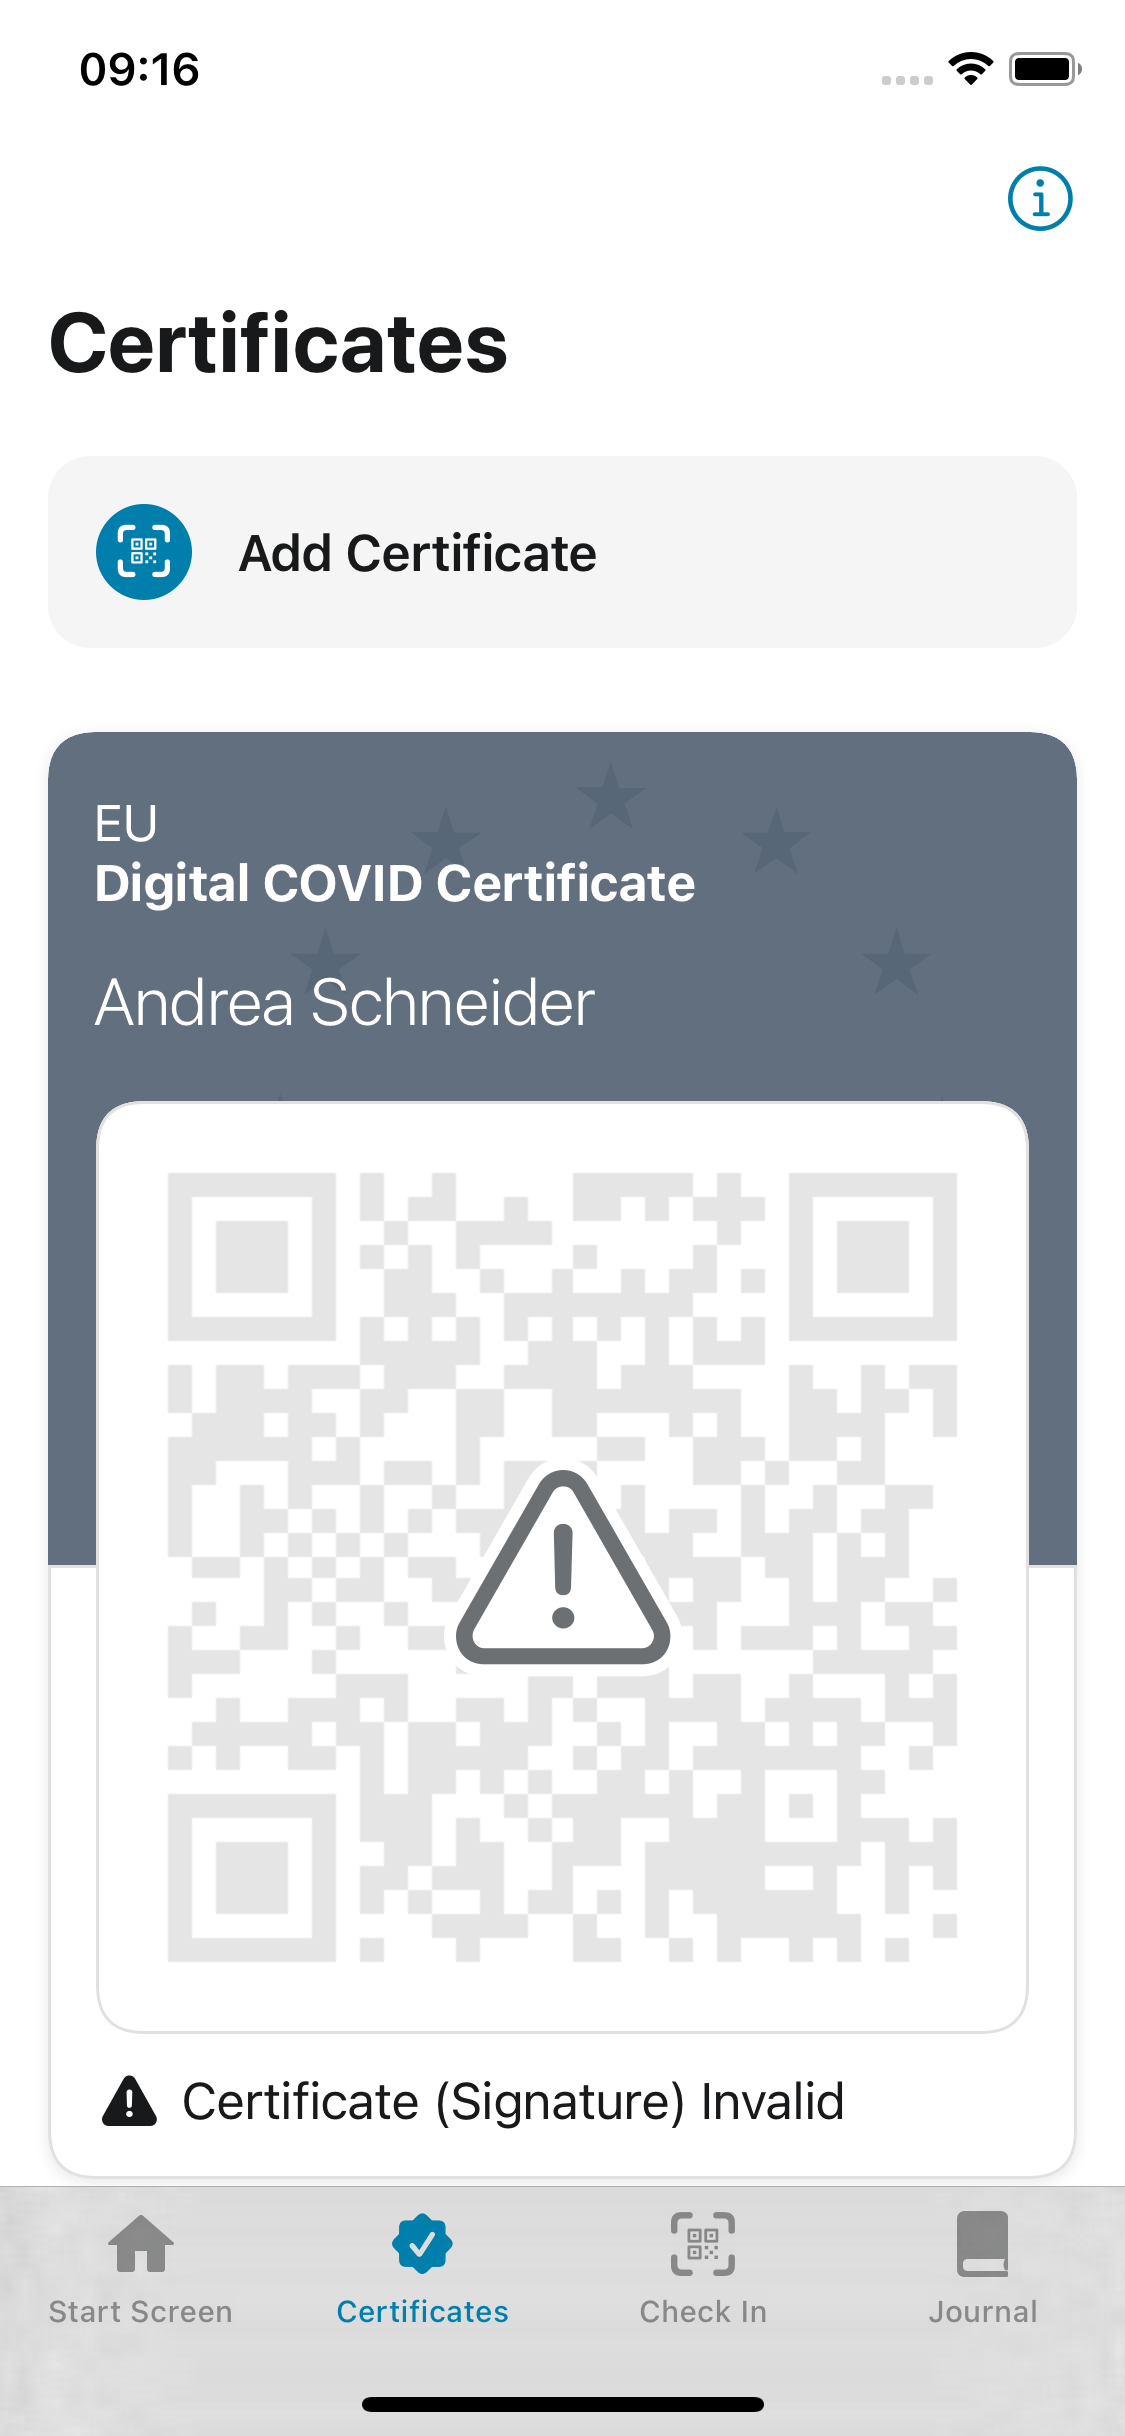 09:16
Certificates
Add Certificate
EU
Digital COVID Certificate
Andrea Schneider
Certificate (Signature) Invalid
Start Screen
Certificates
Check In
Journal